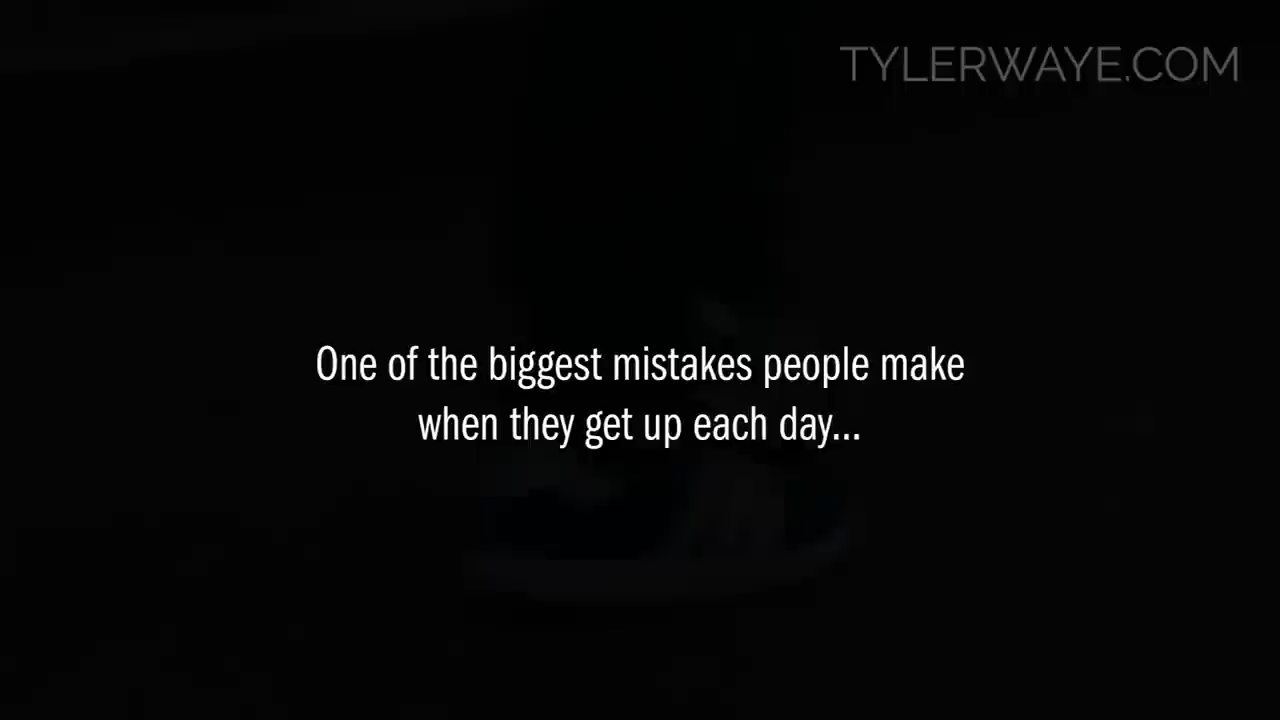 TYLERWAYE.COM
One of the biggest mistakes people make
when they get up each day...